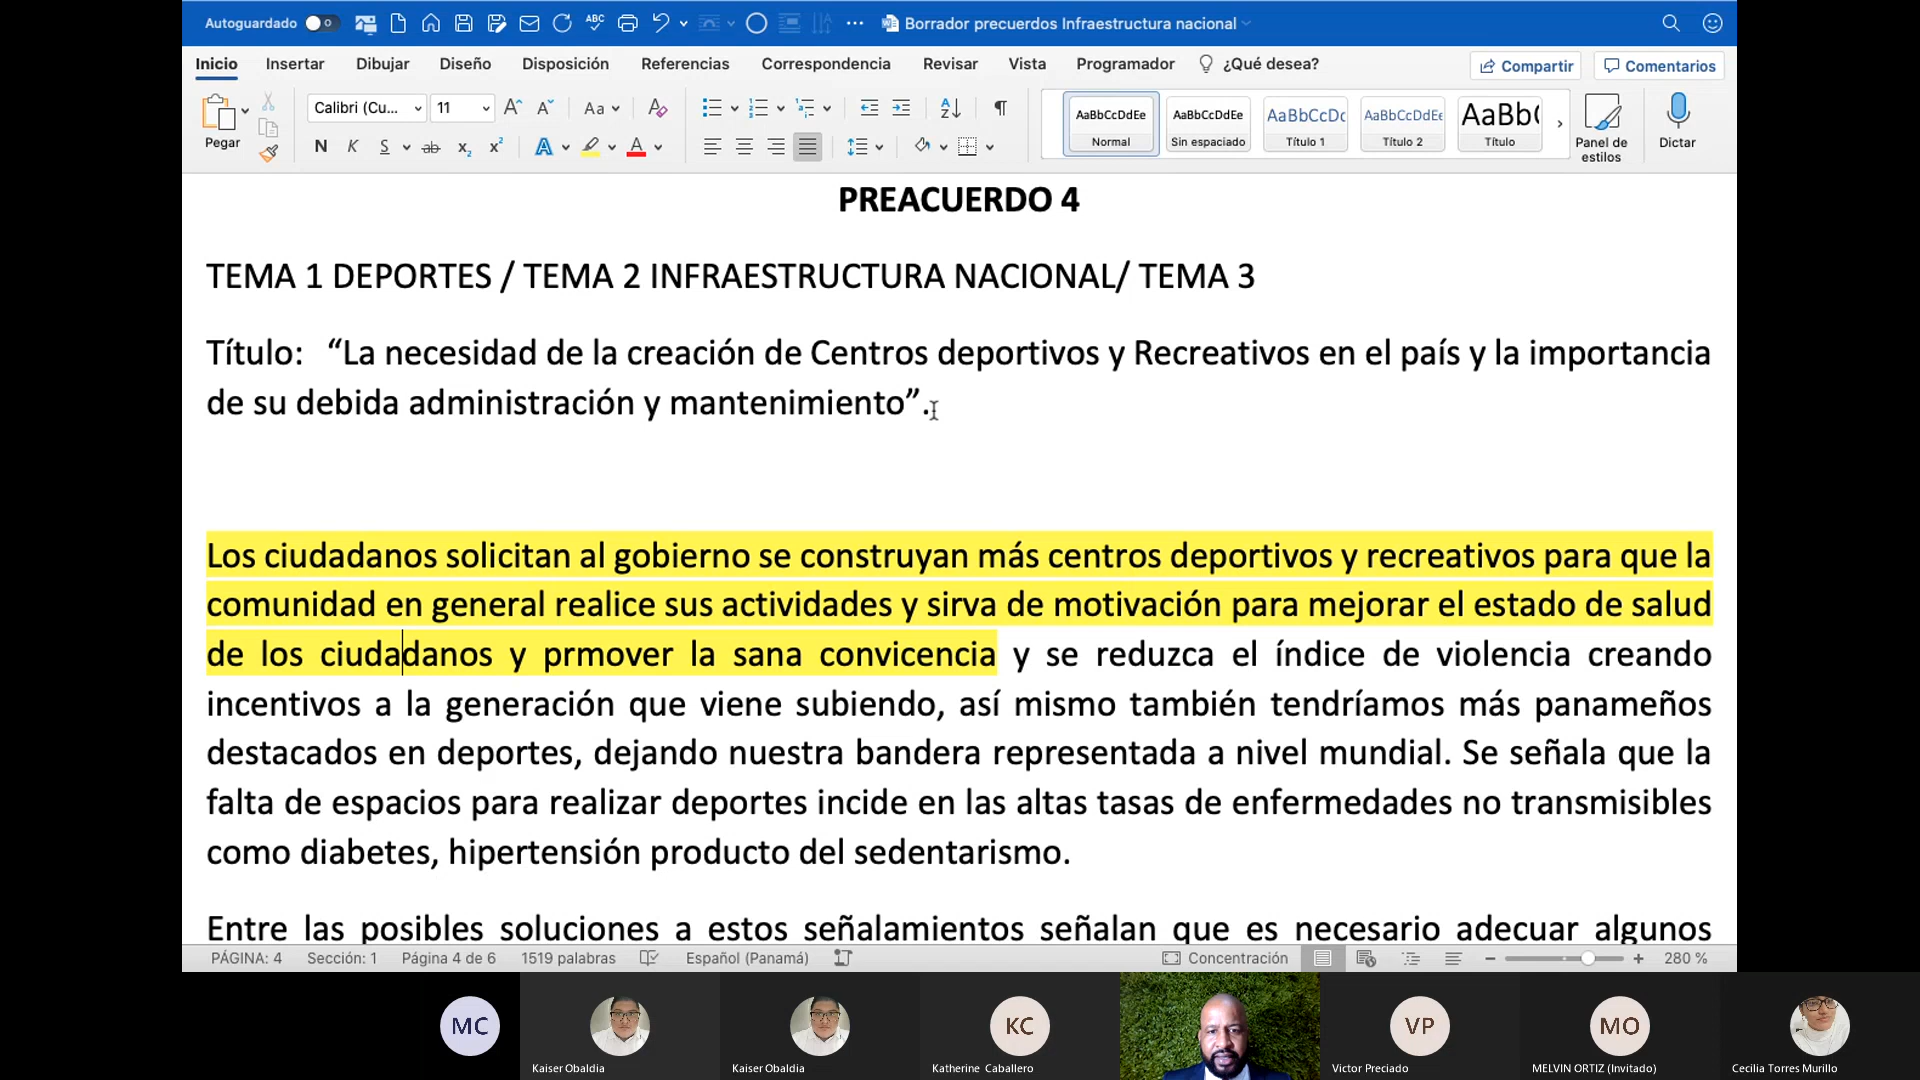 Autoguardado
ABC
Borrador precuerdos Infraestructura nacional
Inicio Insertar Dibujar Diseño Disposición Referencias Correspondencia Revisar Vista Programador ¿Qué desea? Compartir Comentarios
Pegar
Calibri (Cu... 11
Aa
N K S ab x₂ x² A A
AaBbCcDdEe Normal
AaBbCcDdEe Sin espaciado
AaBbCcDc Título 1
AaBbCcDdEe Título 2
AaBb( Título
Panel de estilos
Dictar
PREACUERDO 4
TEMA 1 DEPORTES / TEMA 2 INFRAESTRUCTURA NACIONAL/ TEMA 3
Título: “La necesidad de la creación de Centros deportivos y Recreativos en el país y la importancia
de su debida administración y mantenimiento”.
Los ciudadanos solicitan al gobierno se construyan más centros deportivos y recreativos para que la
comunidad en general realice sus actividades y sirva de motivación para mejorar el estado de salud
de los ciudadanos y prmover la sana convicencia y se reduzca el índice de violencia creando
incentivos a la generación que viene subiendo, así mismo también tendríamos más panameños
destacados en deportes, dejando nuestra bandera representada a nivel mundial. Se señala que la
falta de espacios para realizar deportes incide en las altas tasas de enfermedades no transmisibles
como diabetes, hipertensión producto del sedentarismo.
Entre las posibles soluciones a estos señalamientos señalan que es necesario adecuar algunos
PÁGINA: 4 Sección: 1 Página 4 de 6 1519 palabras Español (Panamá) Concentración 280 %
MC
KC
VP
MO
Kaiser Obaldia
Kaiser Obaldia
Katherine Caballero
Victor Preciado
MELVIN ORTIZ (Invitado)
Cecilia Torres Murillo